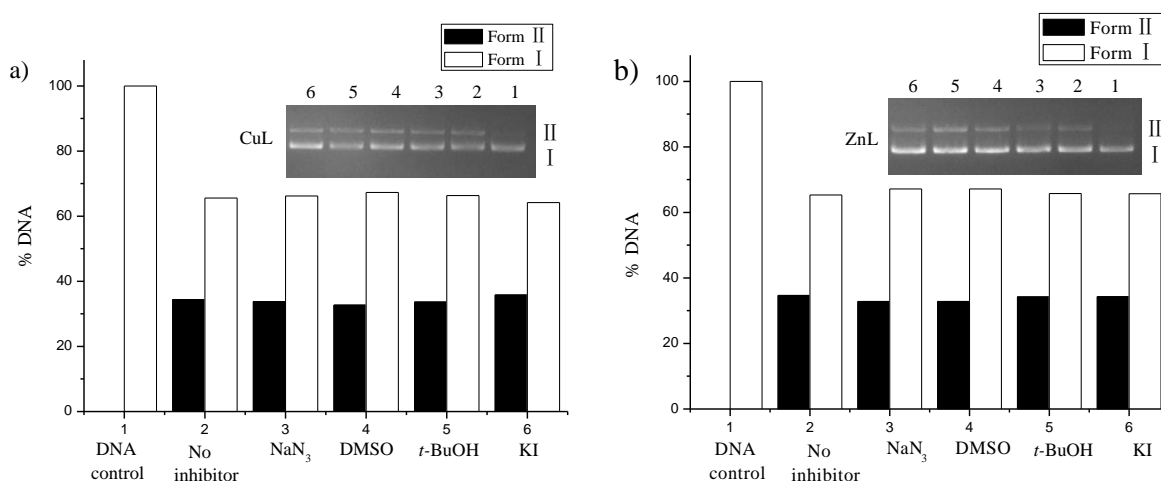 a)
Form Ⅱ
Form Ⅰ
100
80
60
40
20
0
% DNA
6 5 4 3 2 1
CuL
Ⅱ
Ⅰ
1 2 3 4 5 6
DNA control
No inhibitor
NaN3
DMSO
t-BuOH
KI
b)
Form Ⅱ
Form Ⅰ
100
80
60
40
20
0
% DNA
6 5 4 3 2 1
ZnL
Ⅱ
Ⅰ
1 2 3 4 5 6
DNA control
No inhibitor
NaN3
DMSO
t-BuOH
KI